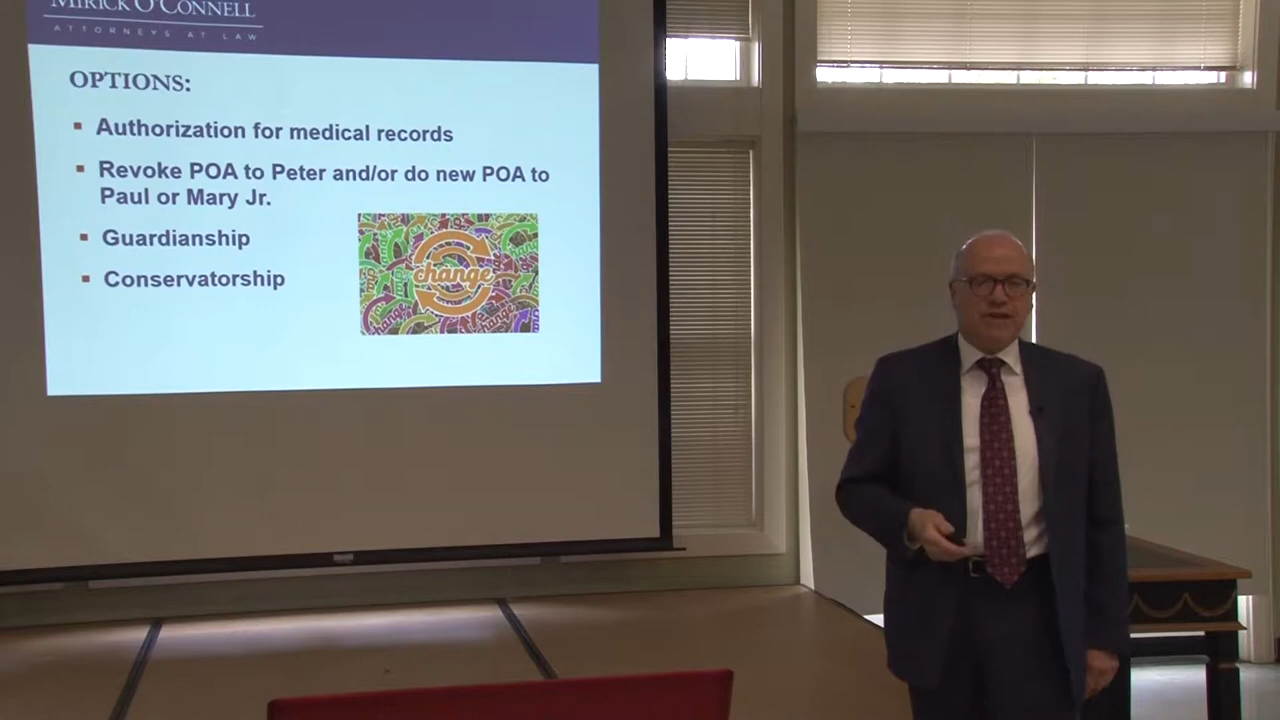 MIRICK O'CONNELL
ATTORNEYS AT LAW
OPTIONS:
Authorization for medical records
Revoke POA to Peter and/or do new POA to
Paul or Mary Jr.
Guardianship
Conservatorship
change